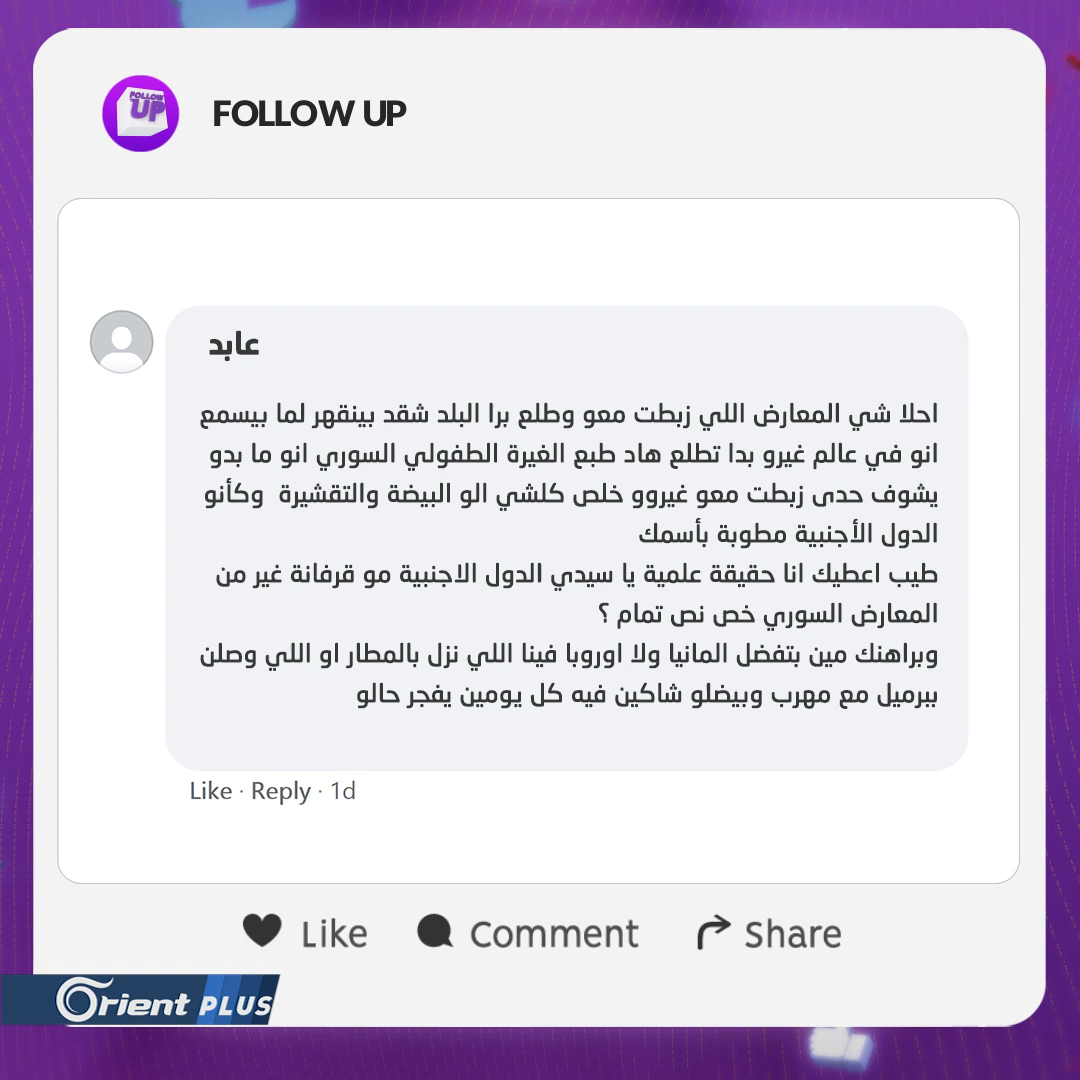 FOLLOW UP
FOLLOW UP
عابد
احلا شي المعارض اللي زبطت معو وطلع برا البلد شقد بينقهر لما بيسمع
انو في عالم غيرو بدا تطلع هاد طبع الغيرة الطفولي السوري انو ما بدو
يشوف حدى زبطت معو غيروو خلص كلشي الو البيضة والتقشيرة وكأنو
الدول الأجنبية مطوبة بأسمك
طيب اعطيك انا حقيقة علمية يا سيدي الدول الاجنبية مو قرفانة غير من
المعارض السوري خص نص تمام ؟
وبراهنك مين بتفضل المانيا ولا اوروبا فينا اللي نزل بالمطار او اللي وصلن
ببرميل مع مهرب وبيضلو شاكين فيه كل يومين يفجر حالو
Like · Reply · 1d
Like Comment Share
Orient PLUS